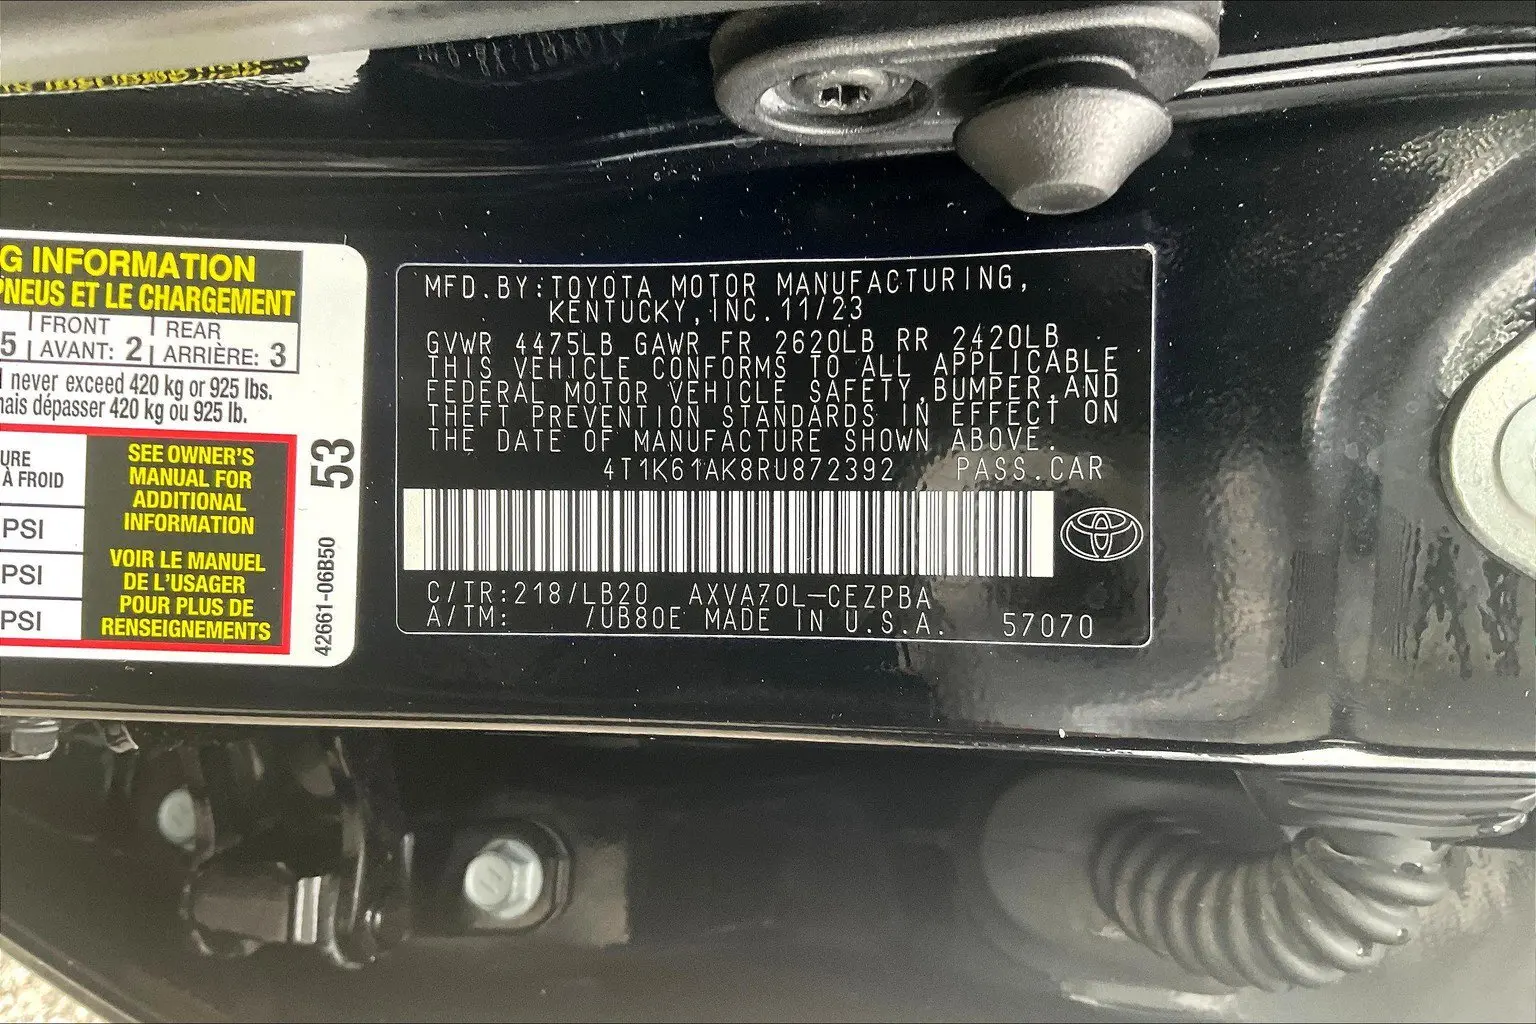 G INFORMATION
PNEUS ET LE CHARGEMENT
5 FRONT AVANT: 2 REAR ARRIÈRE: 3
never exceed 420 kg or 925 lbs.
mais dépasser 420 kg ou 925 lb.
URE
À FROID
PSI
PSI
PSI
SEE OWNER'S
MANUAL FOR
ADDITIONAL
INFORMATION
VOIR LE MANUEL
DE L'USAGER
POUR PLUS DE
RENSEIGNEMENTS
53
42661-06B50
MFD.BY:TOYOTA MOTOR MANUFACTURING,
KENTUCKY,INC.11/23
GVWR 4475LB GAWR FR 2620LB RR 2420LB
THIS VEHICLE CONFORMS TO ALL APPLICABLE
FEDERAL MOTOR VEHICLE SAFETY,BUMPER,AND
THEFT PREVENTION STANDARDS IN EFFECT ON
THE DATE OF MANUFACTURE SHOWN ABOVE.
4T1K61AK8RU872392 PASS.CAR
C/TR:218/LB20 AXVA70L-CEZPBA
A/TM: /UB80E MADE IN U.S.A. 57070